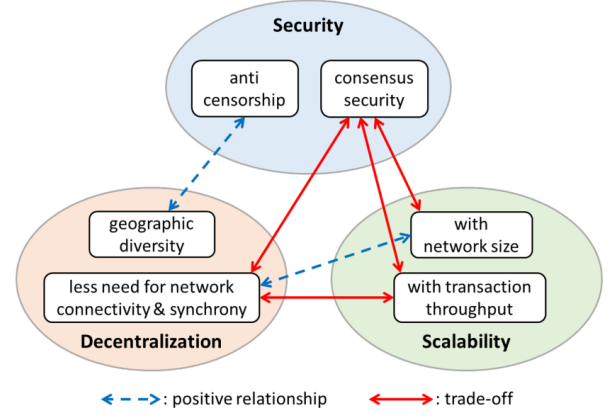 Security
anti
censorship
consensus
security
geographic
diversity
with
network size
less need for network
connectivity & synchrony
with transaction
throughput
Decentralization
Scalability
: positive relationship
: trade-off